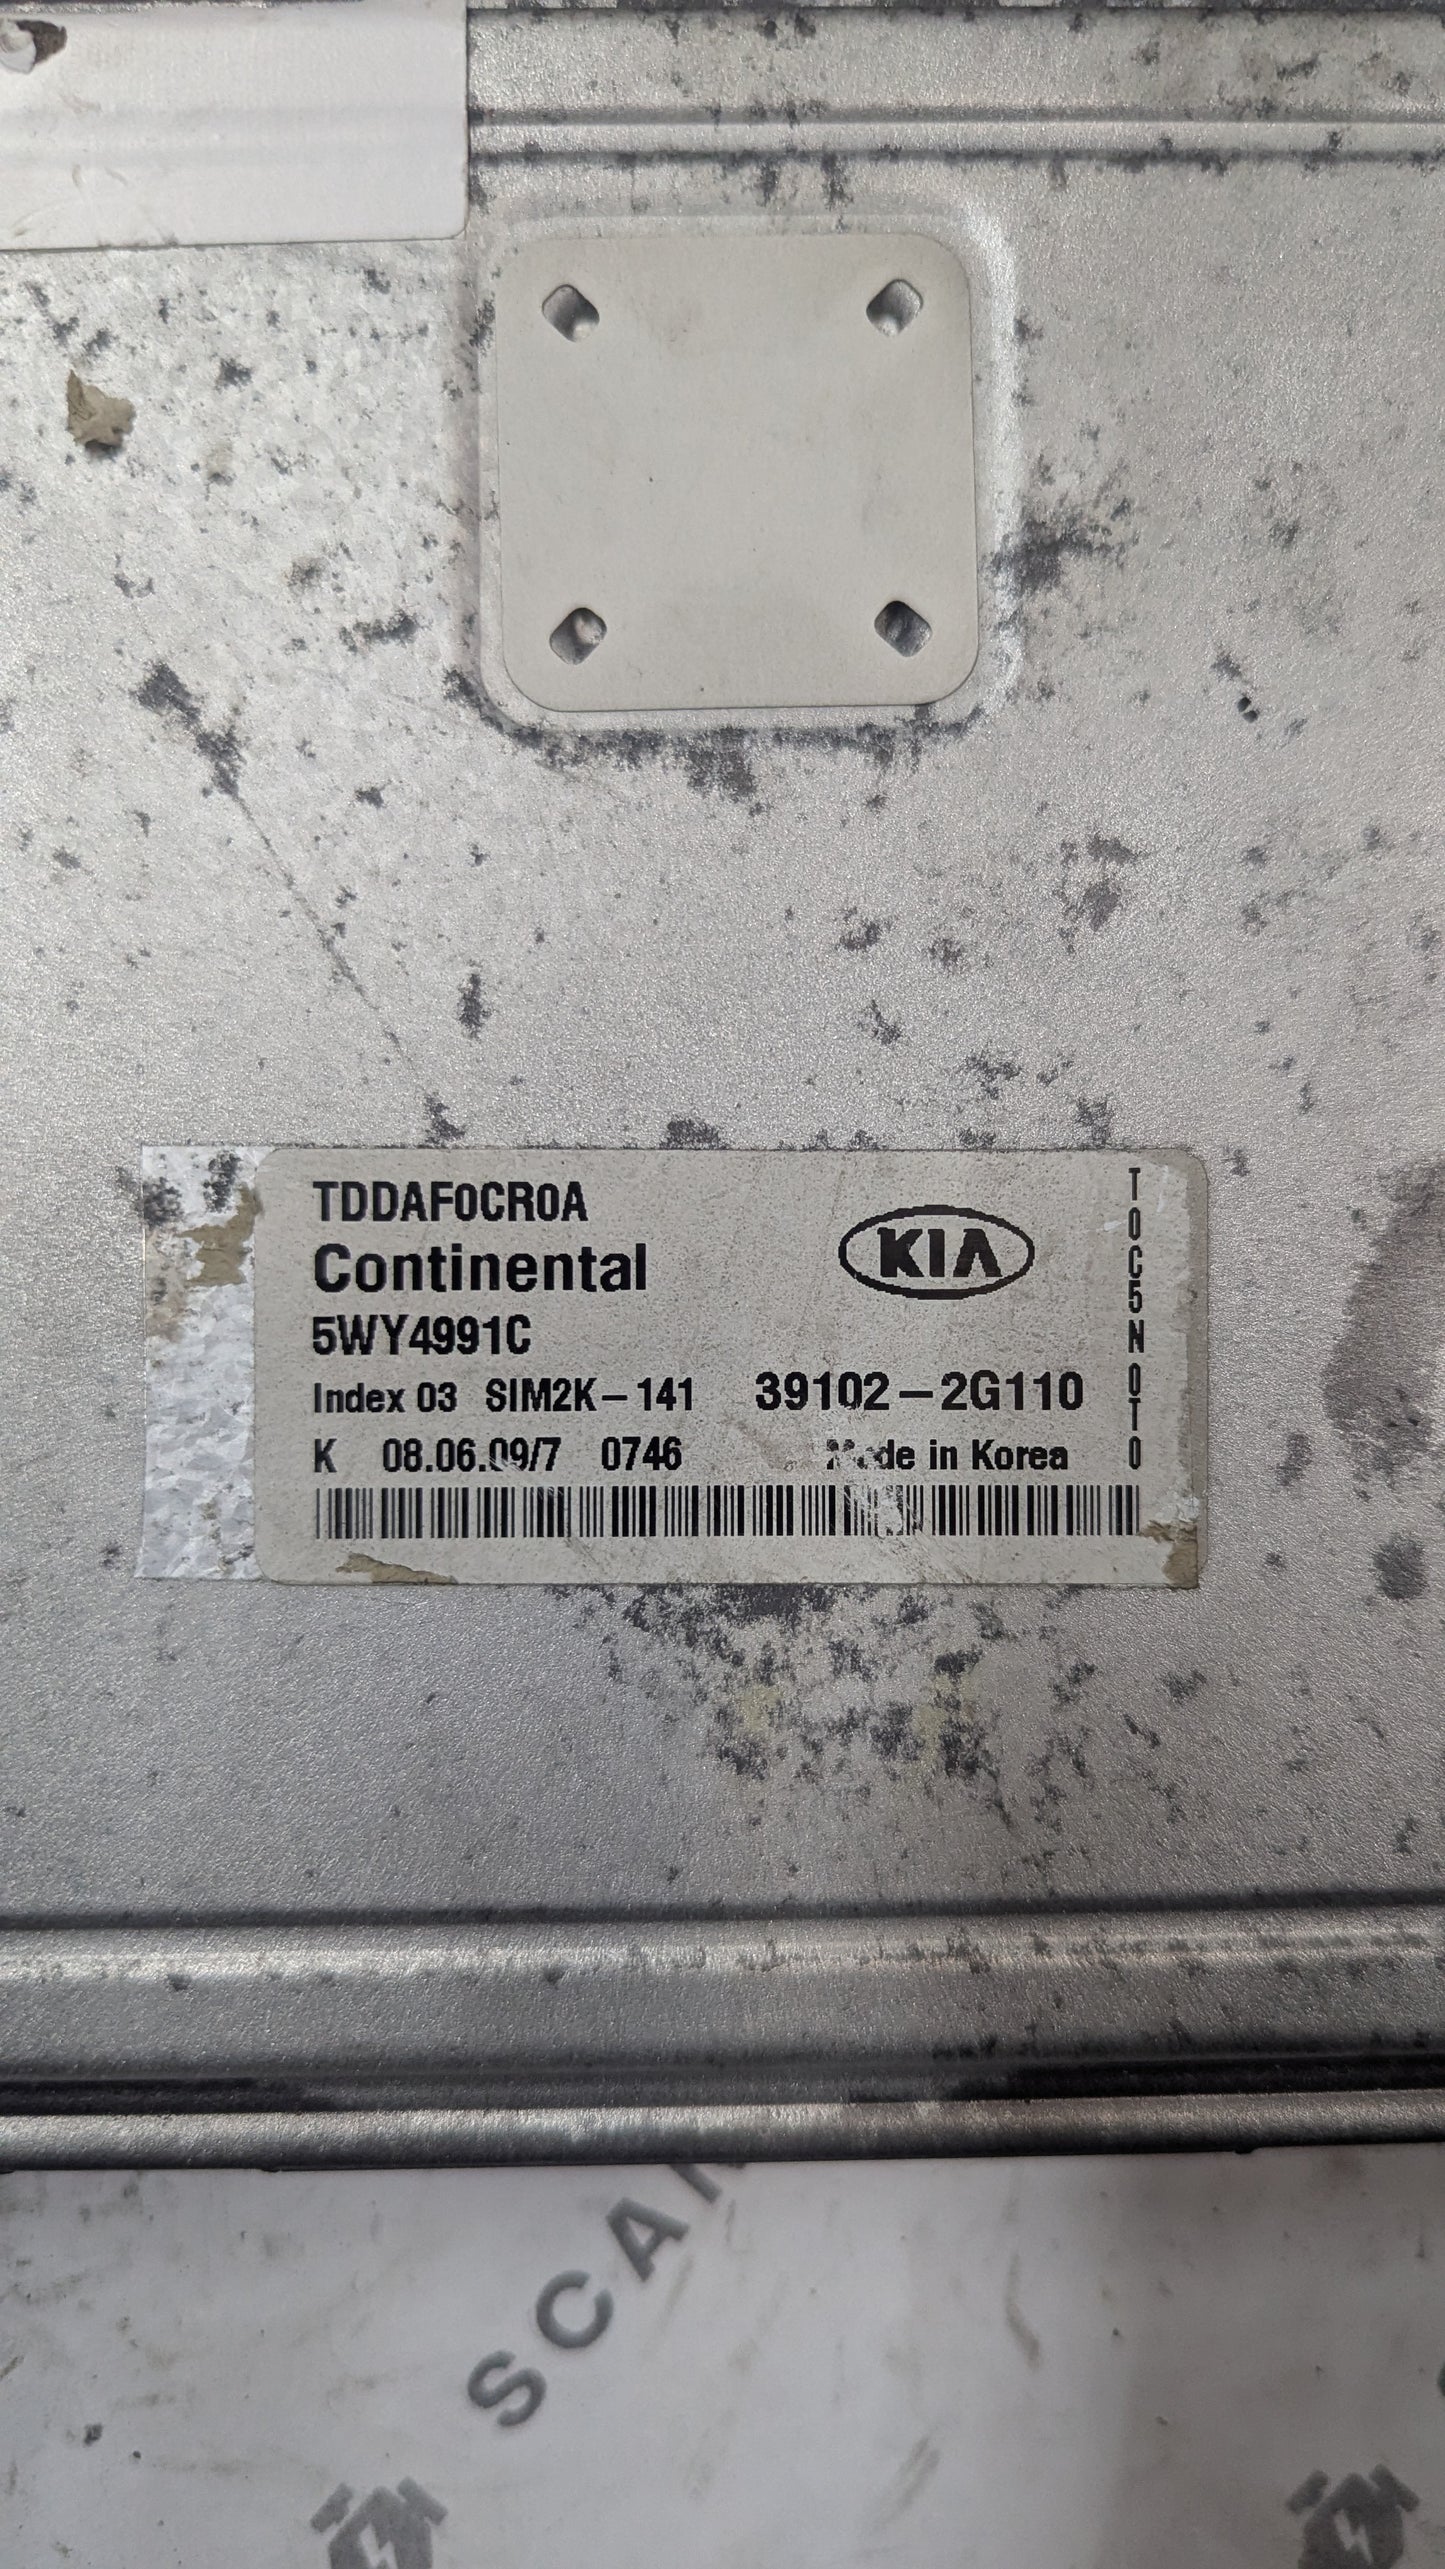 TDDAF0CR0A
Continental
KIA
5WY4991C
Index 03 SIM2K-141 39102-2G110
K 08.06.09/7 0746 Made in Korea
T0C5N0T0
SCAN